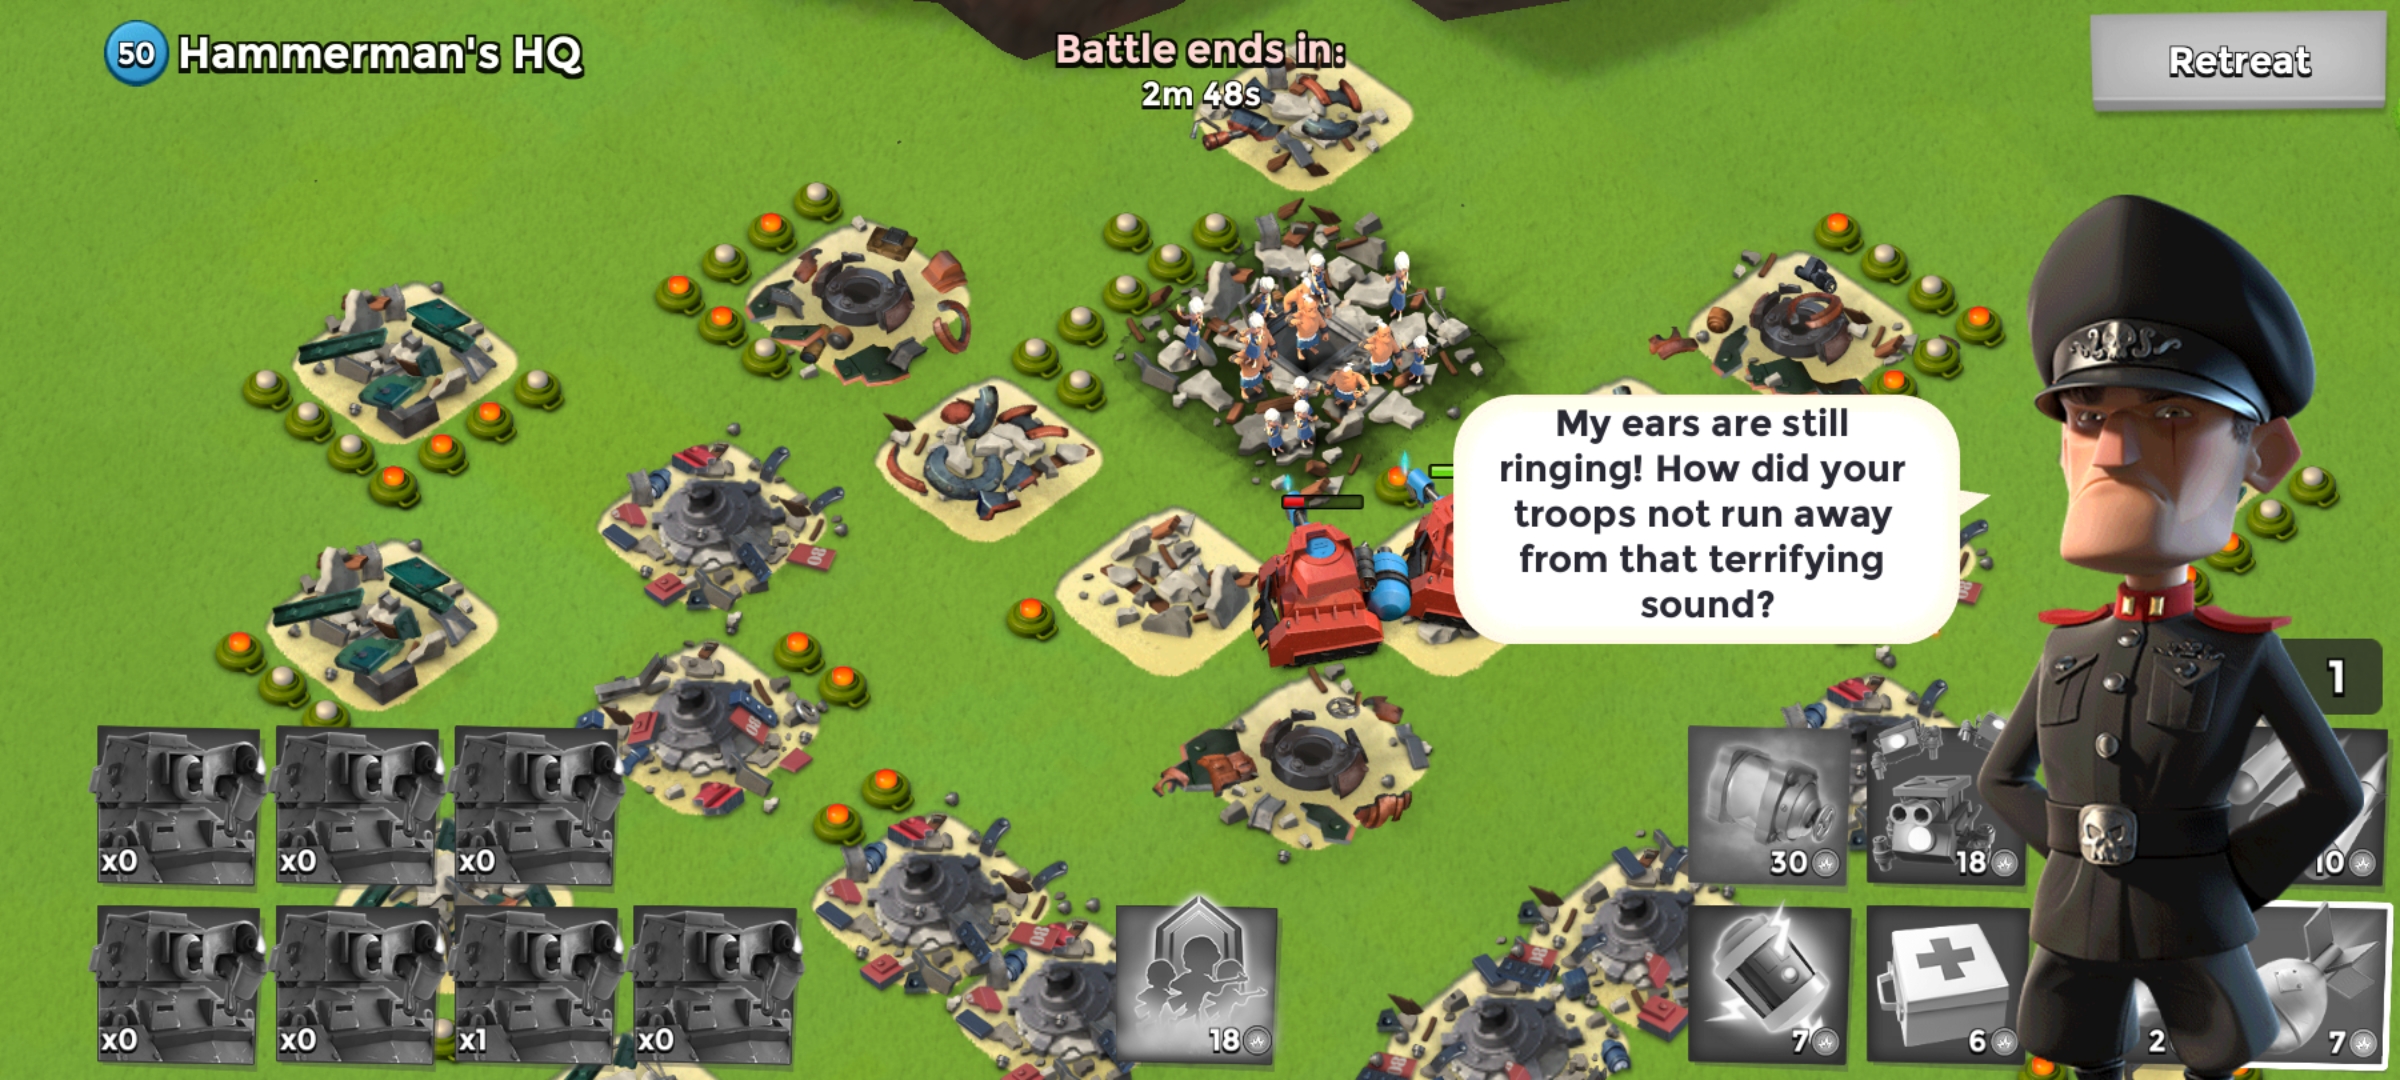 50 Hammerman's HQ
Battle ends in:
2m 48s
Retreat
My ears are still
ringing! How did your
troops not run away
from that terrifying
sound?
1
x0 x0 x0
30 18 10
x0 x0 x1 x0
18 7 6 2 7